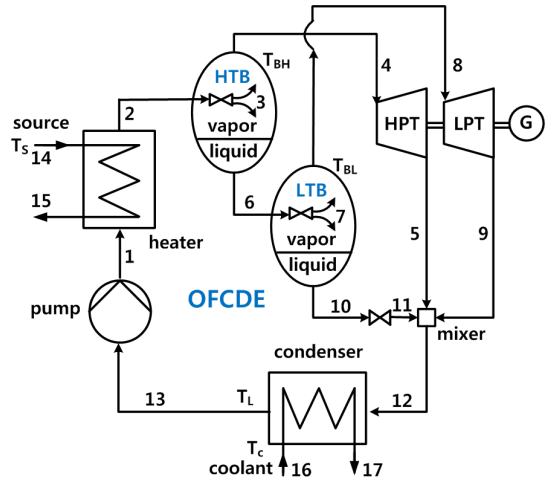 T_BH
HTB
4
8
2
3
source
vapor
HPT
LPT
G
T_S
14
liquid
T_BL
6
LTB
7
15
vapor
5
9
heater
1
liquid
OFCDE
pump
10
11
mixer
condenser
13
T_L
12
T_c
coolant
16
17